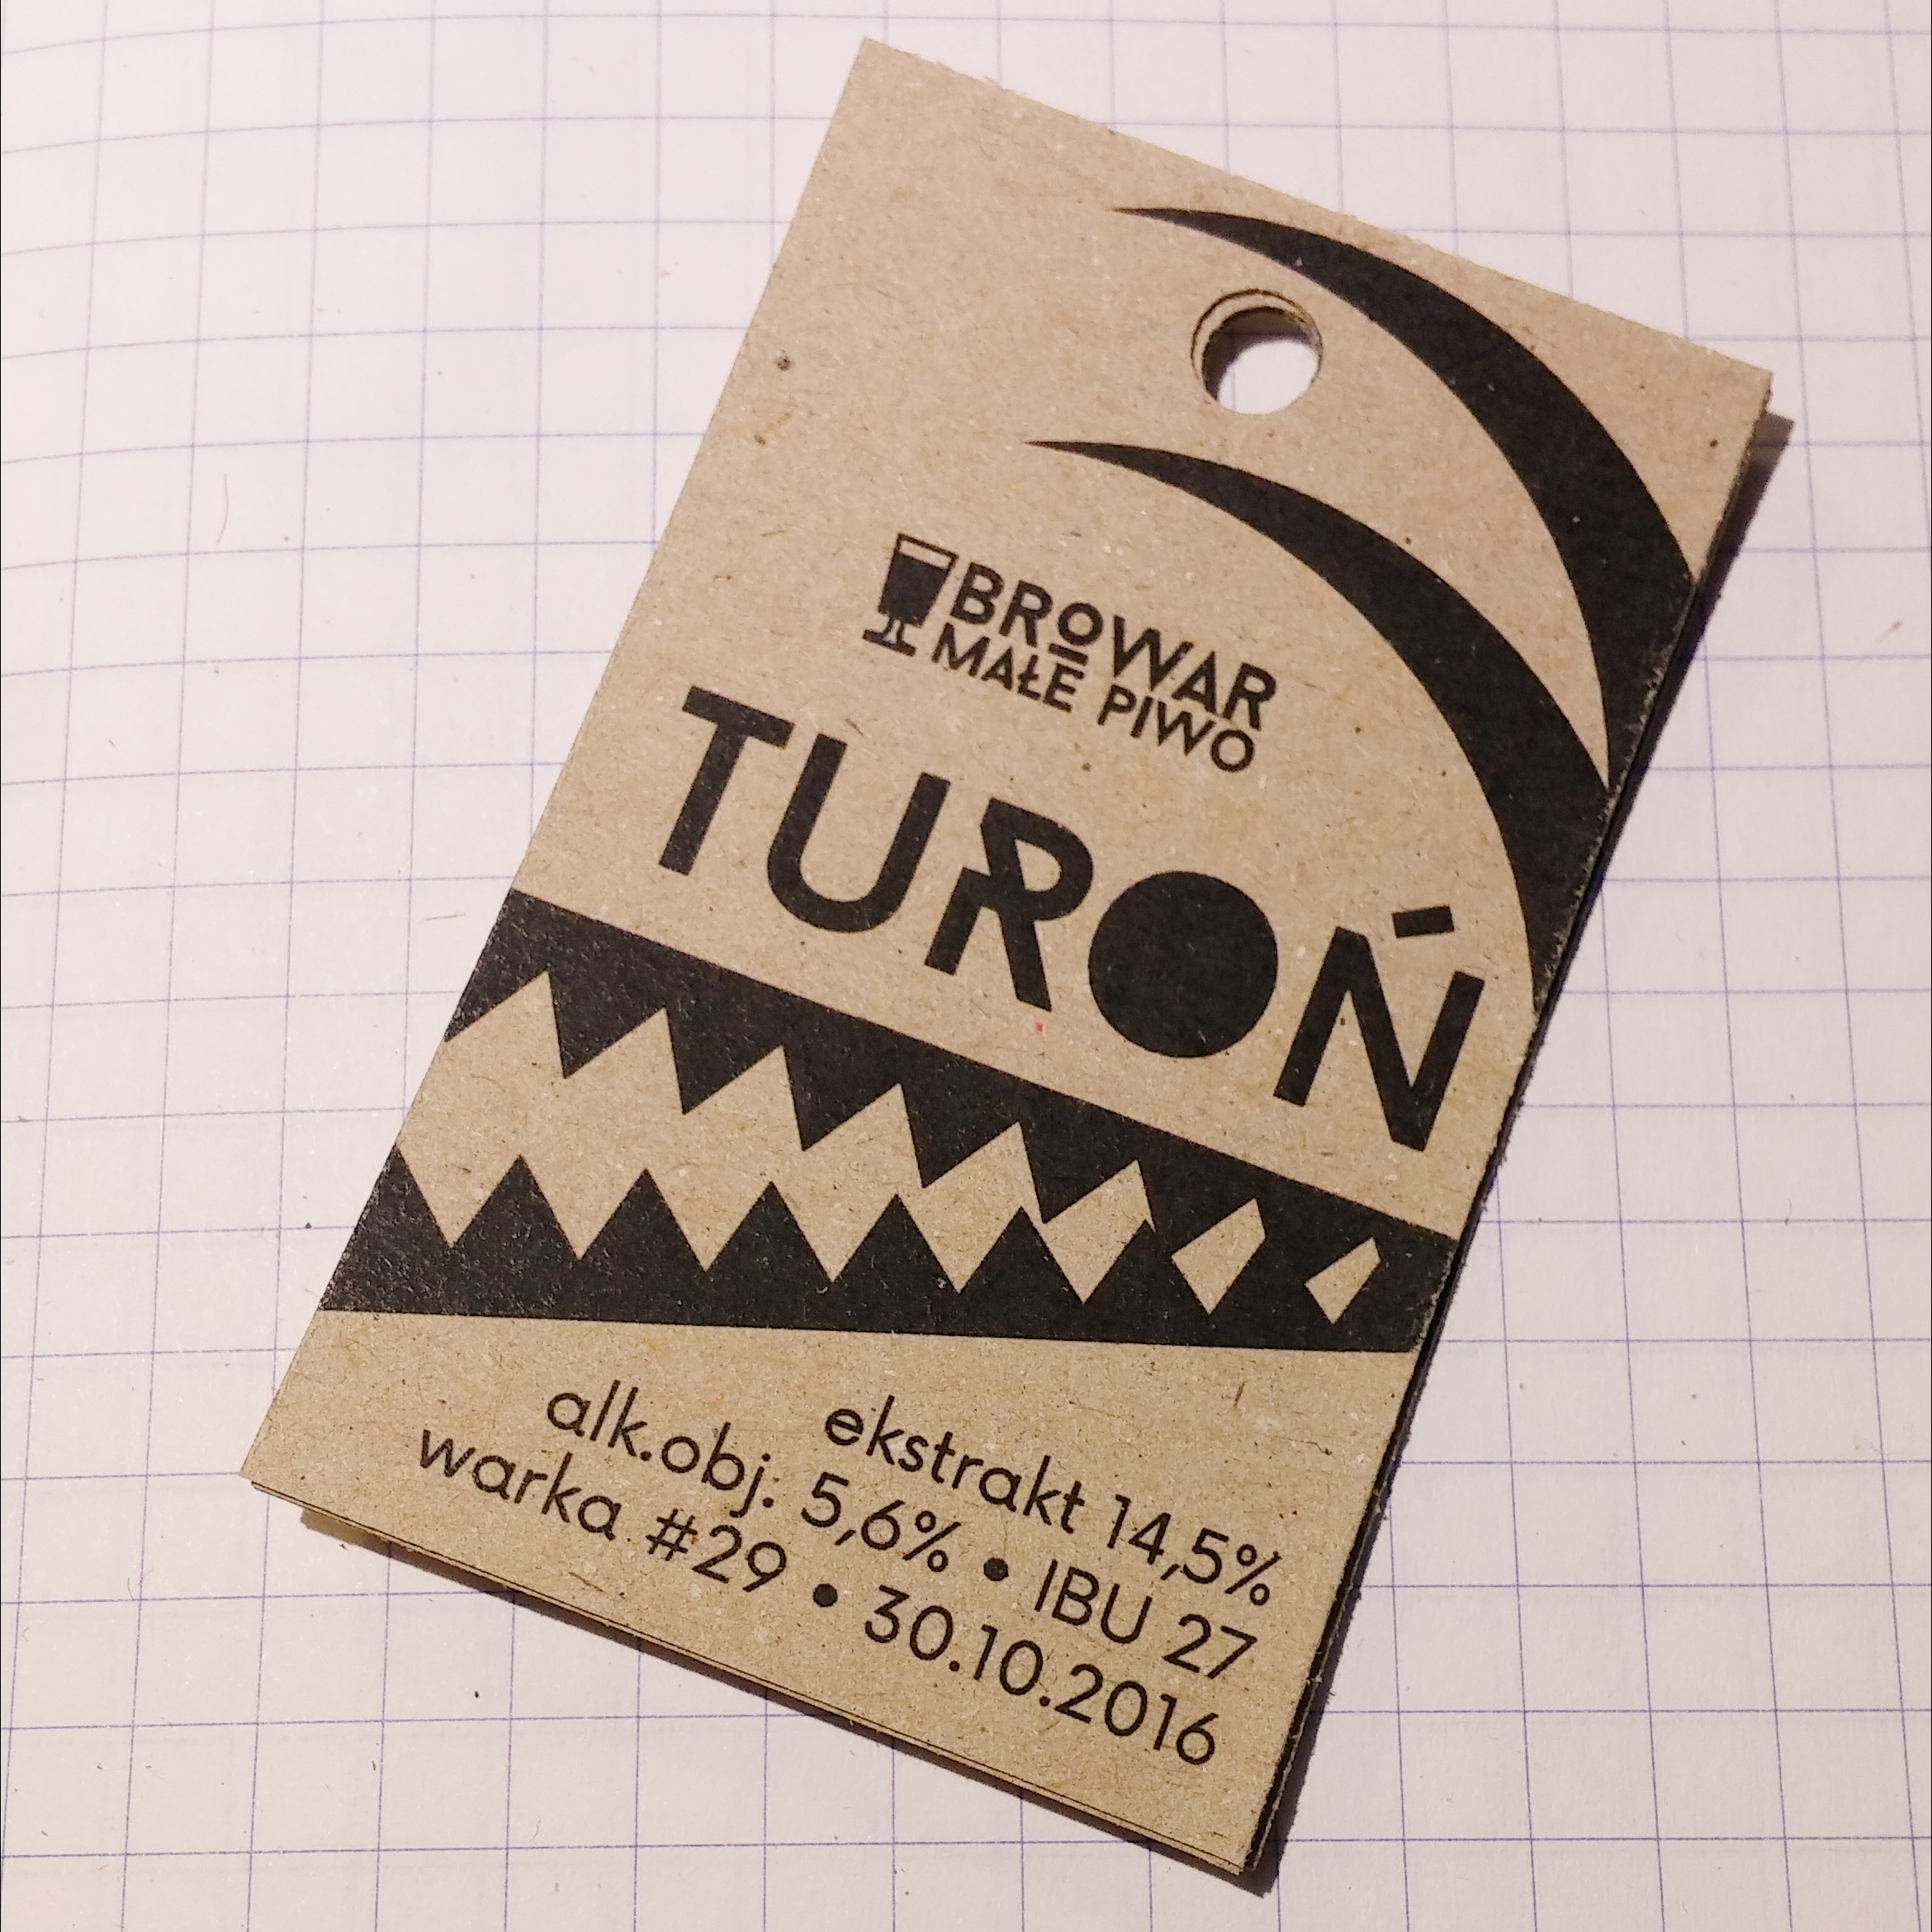 BROWAR
MAŁE PIWO
TUROŃ
ekstrakt 14,5%
alk.obj. 5,6% • IBU 27
warka #29 • 30.10.2016